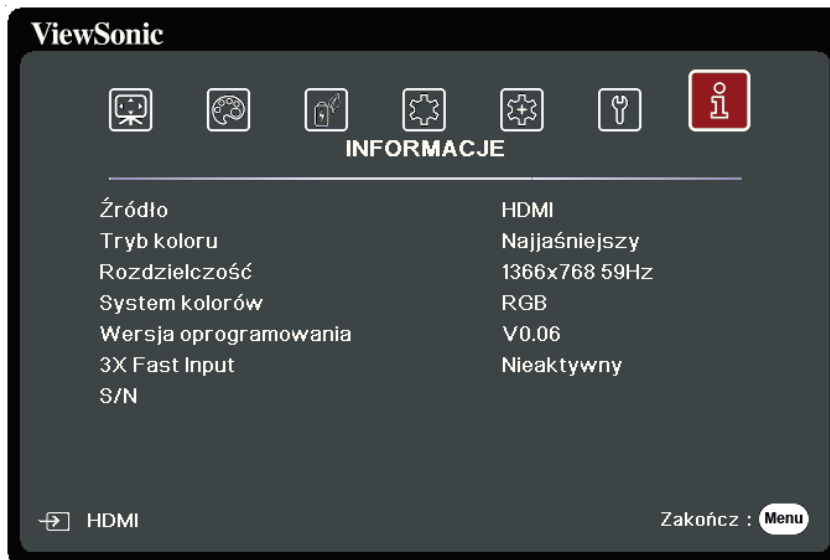 ViewSonic
INFORMACJE
Źródło HDMI
Tryb koloru Najjaśniejszy
Rozdzielczość 1366x768 59Hz
System kolorów RGB
Wersja oprogramowania V0.06
3X Fast Input Nieaktywny
S/N
HDMI Zakończ : Menu